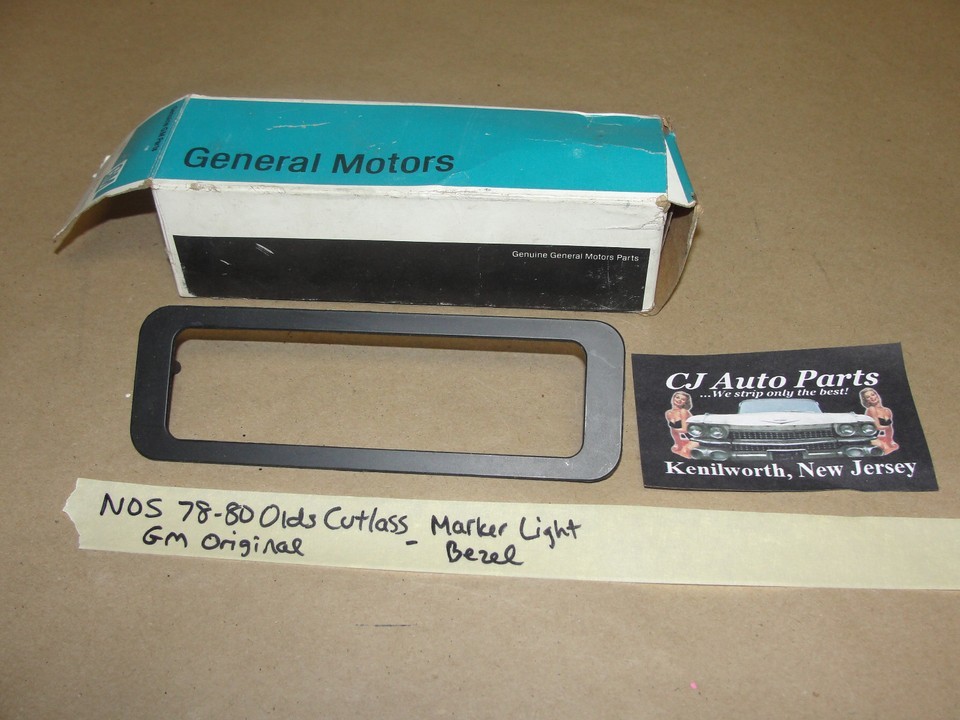 General Motors
Genuine General Motors Parts
CJ Auto Parts
...We strip only the best!
Kenilworth, New Jersey
NOS 78-80 Olds Cutlass - Marker Light
GM Original - Bezel